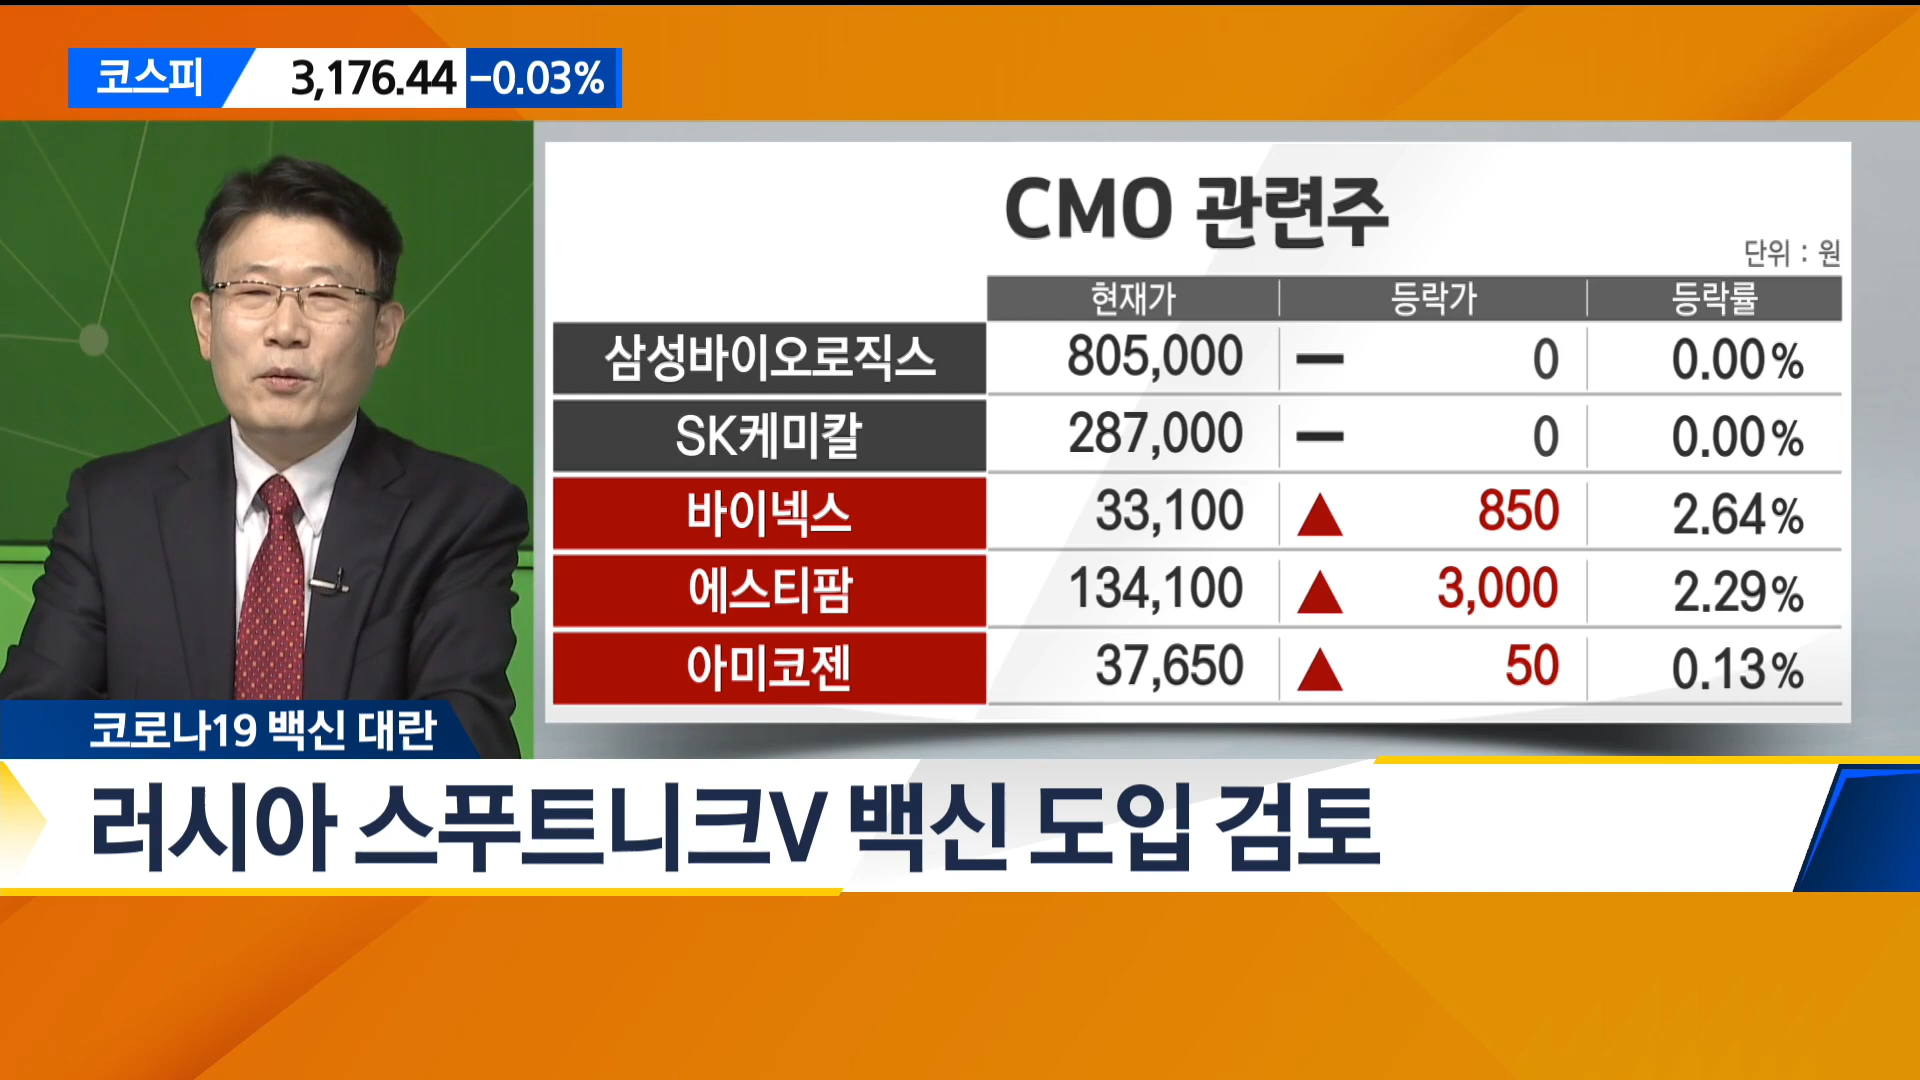 코스피 3,176.44 -0.03%
CMO 관련주
단위 : 원
현재가 등락가 등락률
삼성바이오로직스 805,000 0 0.00%
SK케미칼 287,000 0 0.00%
바이넥스 33,100 ▲ 850 2.64%
에스티팜 134,100 ▲ 3,000 2.29%
아미코젠 37,650 ▲ 50 0.13%
코로나19 백신 대란
러시아 스푸트니크V 백신 도입 검토